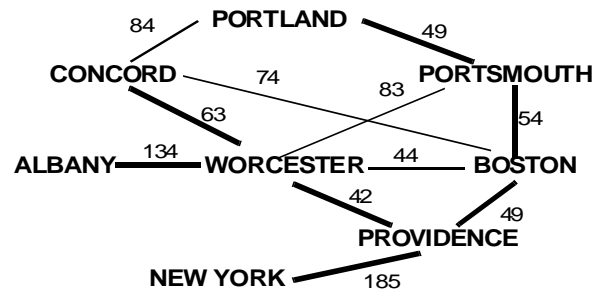 84 PORTLAND 49
CONCORD 74 83 PORTSMOUTH
63 54
ALBANY 134 WORCESTER 44 BOSTON
42 49
PROVIDENCE
NEW YORK 185